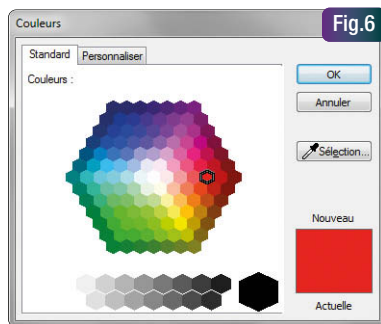 Couleurs
Fig.6
Standard
Personnaliser
Couleurs :
OK
Annuler
Sélection...
Nouveau
Actuelle